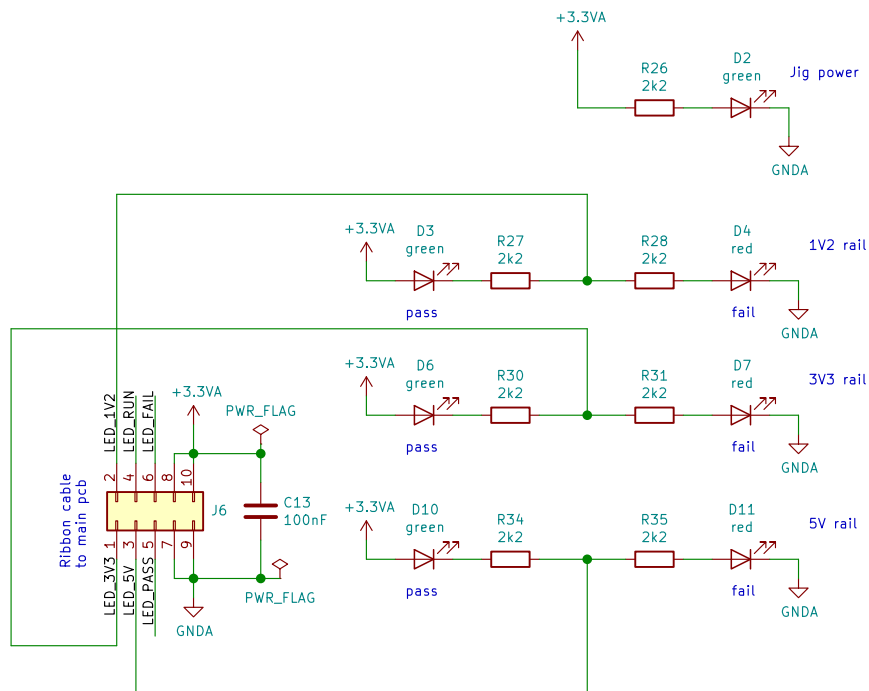 +3.3VA
R26
2k2
D2
green
Jig power
GNDA
+3.3VA
D3
green
R27
2k2
R28
2k2
D4
red
1V2 rail
pass
fail
GNDA
+3.3VA
D6
green
R30
2k2
R31
2k2
D7
red
3V3 rail
pass
fail
GNDA
+3.3VA
PWR_FLAG
LED_1V2
LED_RUN
LED_FAIL
2
4
6
8
10
Ribbon cable
to main pcb
J6
C13
100nF
1
3
5
7
9
LED_3V3
LED_5V
LED_PASS
PWR_FLAG
GNDA
+3.3VA
D10
green
R34
2k2
R35
2k2
D11
red
5V rail
pass
fail
GNDA